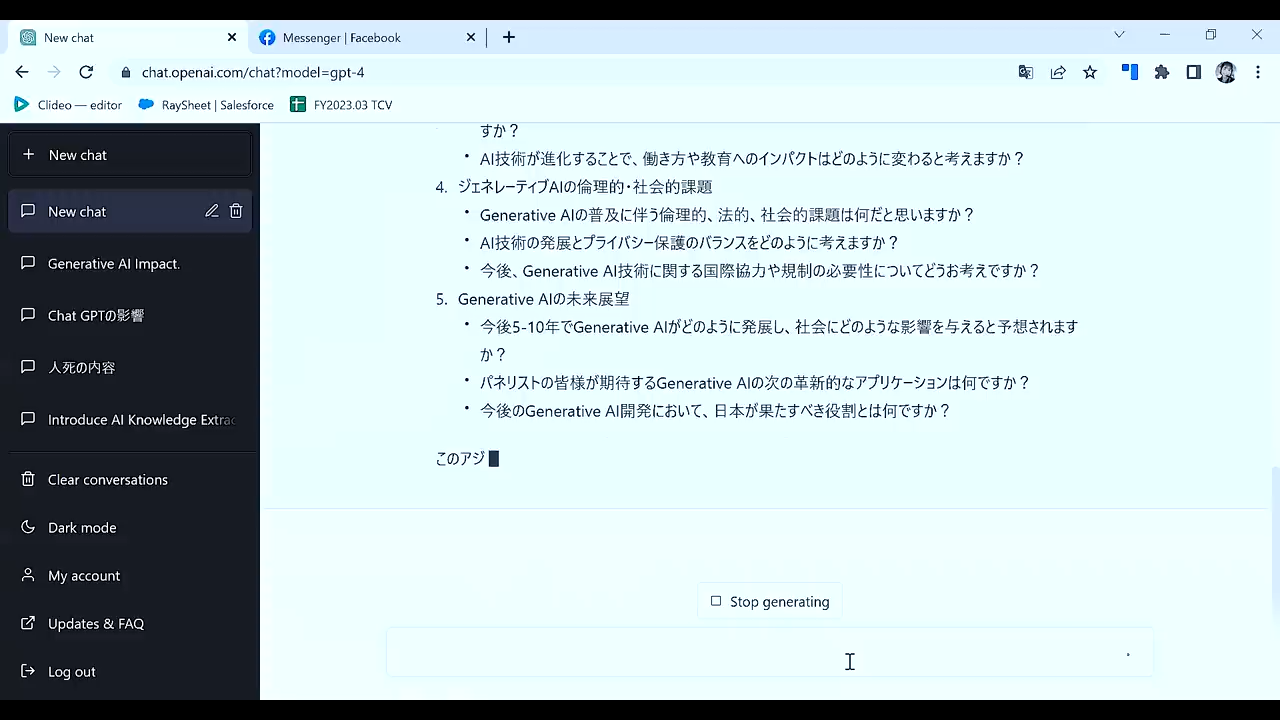 New chat
Messenger | Facebook
chat.openai.com/chat?model=gpt-4
Clideo — editor
RaySheet | Salesforce
FY2023.03 TCV
New chat
New chat
Generative AI Impact.
Chat GPTの影響
人死の内容
Introduce AI Knowledge Extrac
Clear conversations
Dark mode
My account
Updates & FAQ
Log out
すか？
• AI技術が進化することで、働き方や教育へのインパクトはどのように変わると考えますか？
4. ジェネレーティブAIの倫理的・社会的課題
• Generative AIの普及に伴う倫理的、法的、社会的課題は何だと思いますか？
• AI技術の発展とプライバシー保護のバランスをどのように考えますか？
• 今後、Generative AI技術に関する国際協力や規制の必要性についてどうお考えですか？
5. Generative AIの未来展望
• 今後5-10年でGenerative AIがどのように発展し、社会にどのような影響を与えると予想されます
か？
• パネリストの皆様が期待するGenerative AIの次の革新的なアプリケーションは何ですか？
• 今後のGenerative AI開発において、日本が果たすべき役割とは何ですか？
このアジ
Stop generating